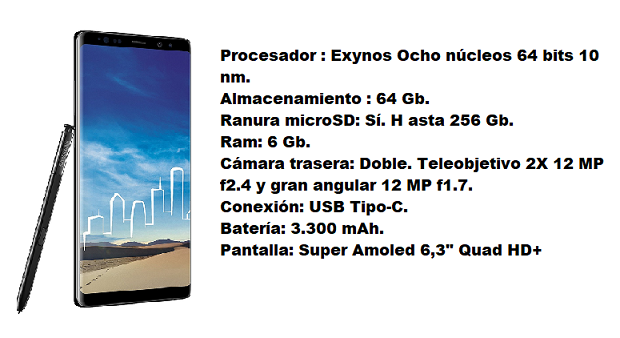 Procesador : Exynos Ocho núcleos 64 bits 10
nm.
Almacenamiento : 64 Gb.
Ranura microSD: Sí. H asta 256 Gb.
Ram: 6 Gb.
Cámara trasera: Doble. Teleobjetivo 2X 12 MP
f2.4 y gran angular 12 MP f1.7.
Conexión: USB Tipo-C.
Batería: 3.300 mAh.
Pantalla: Super Amoled 6,3" Quad HD+